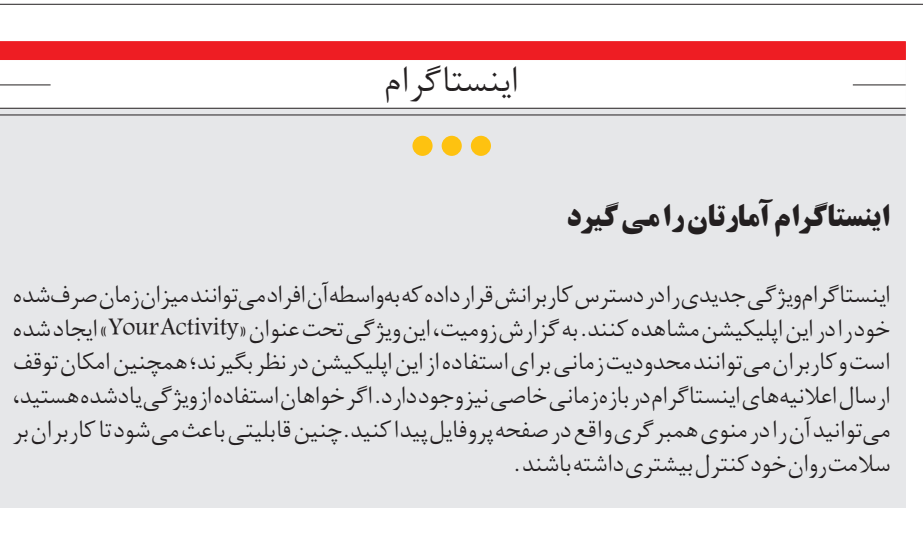 اینستاگرام
اینستاگرام آمارتان را می گیرد
اینستاگرام ویژگی جدیدی را در دسترس کاربرانش قرار داده که به‌واسطه آن افراد می‌توانند میزان زمان صرف‌شده
خود را در این اپلیکیشن مشاهده کنند. به گزارش زومیت، این ویژگی تحت عنوان «Your Activity» ایجاد شده
است و کاربران می‌توانند محدودیت زمانی برای استفاده از این اپلیکیشن در نظر بگیرند؛ همچنین امکان توقف
ارسال اعلانیه‌های اینستاگرام در بازه زمانی خاصی نیز وجود دارد. اگر خواهان استفاده از ویژگی یادشده هستید،
می‌توانید آن را در منوی همبرگری واقع در صفحه پروفایل پیدا کنید. چنین قابلیتی باعث می‌شود تا کاربران بر
سلامت روان خود کنترل بیشتری داشته باشند.